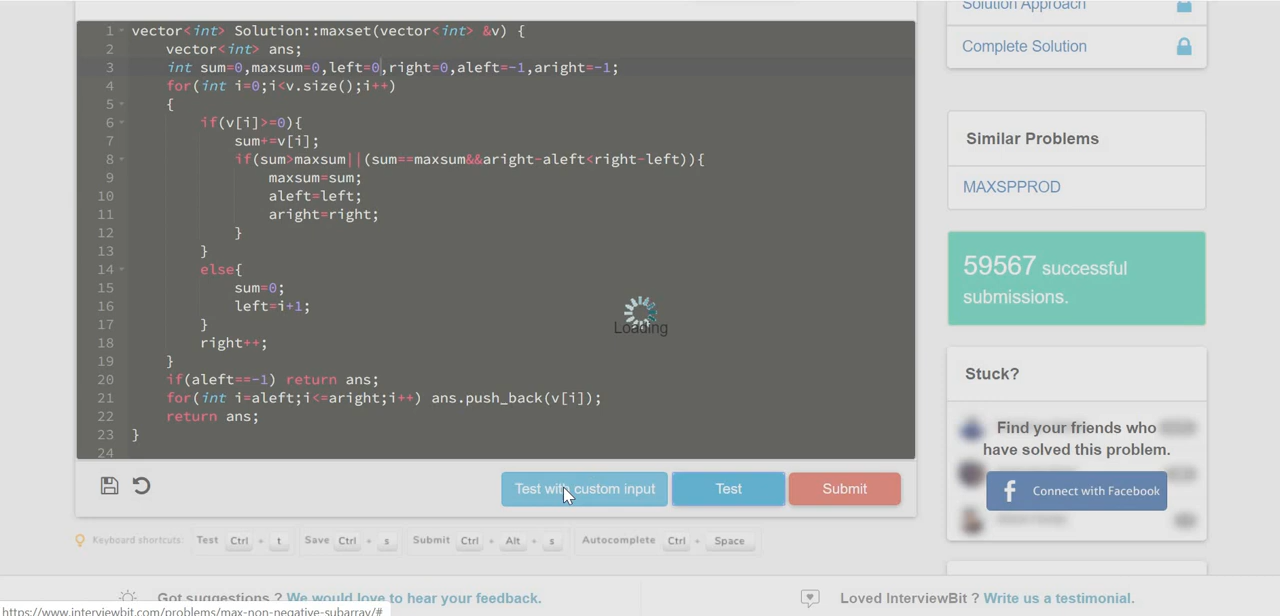 Solution Approach
1 vector<int> Solution::maxset(vector<int> &v) {
2 vector<int> ans;
3 int sum=0,maxsum=0,left=0,right=0,aleft=-1,aright=-1;
4 for(int i=0;i<v.size();i++)
5 {
6 if(v[i]>=0){
7 sum+=v[i];
8 if(sum>maxsum||(sum==maxsum&&aright-aleft<right-left)){
9 maxsum=sum;
10 aleft=left;
11 aright=right;
12 }
13 }
14 else{
15 sum=0;
16 left=i+1;
17 }
18 right++;
19 }
20 if(aleft==-1) return ans;
21 for(int i=aleft;i<=aright;i++) ans.push_back(v[i]);
22 return ans;
23 }
24
Loading
Complete Solution
Similar Problems
MAXSPPROD
59567 successful
submissions.
Stuck?
Find your friends who
have solved this problem.
Connect with Facebook
Test with custom input
Test
Submit
Keyboard shortcuts: Test Ctrl + t Save Ctrl + s Submit Ctrl + Alt + s Autocomplete Ctrl + Space
Got suggestions ? We would love to hear your feedback.
Loved InterviewBit ? Write us a testimonial.
https://www.interviewbit.com/problems/max-non-negative-subarray/#